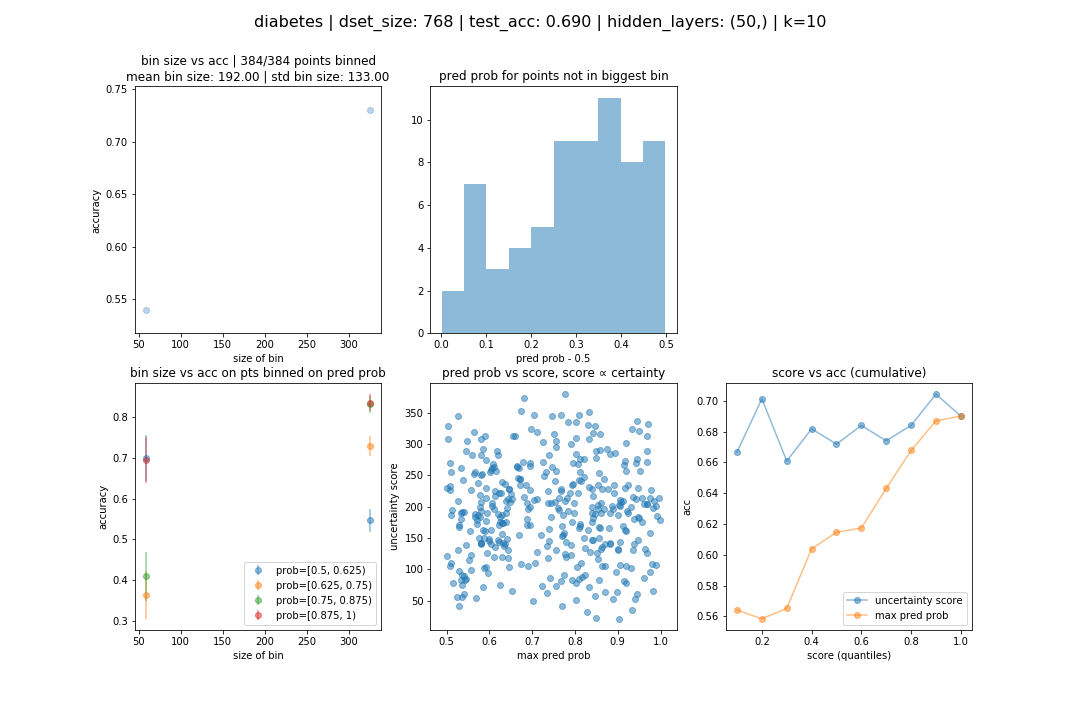 diabetes | dset_size: 768 | test_acc: 0.690 | hidden_layers: (50,) | k=10
bin size vs acc | 384/384 points binned
mean bin size: 192.00 | std bin size: 133.00
0.75
0.70
0.65
0.60
0.55
accuracy
50 100 150 200 250 300
size of bin
pred prob for points not in biggest bin
10
8
6
4
2
0
0.0 0.1 0.2 0.3 0.4 0.5
pred prob - 0.5
bin size vs acc on pts binned on pred prob
0.8
0.7
0.6
0.5
0.4
0.3
accuracy
prob=[0.5, 0.625)
prob=[0.625, 0.75)
prob=[0.75, 0.875)
prob=[0.875, 1)
50 100 150 200 250 300
size of bin
pred prob vs score, score ∝ certainty
350
300
250
200
150
100
50
uncertainty score
0.5 0.6 0.7 0.8 0.9 1.0
max pred prob
score vs acc (cumulative)
0.70
0.68
0.66
0.64
0.62
0.60
0.58
0.56
acc
uncertainty score
max pred prob
0.2 0.4 0.6 0.8 1.0
score (quantiles)